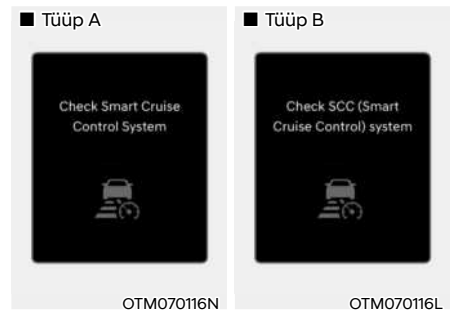 ■ Tüüp A
Check Smart Cruise
Control System
OTM070116N
■ Tüüp B
Check SCC (Smart
Cruise Control) system
OTM070116L